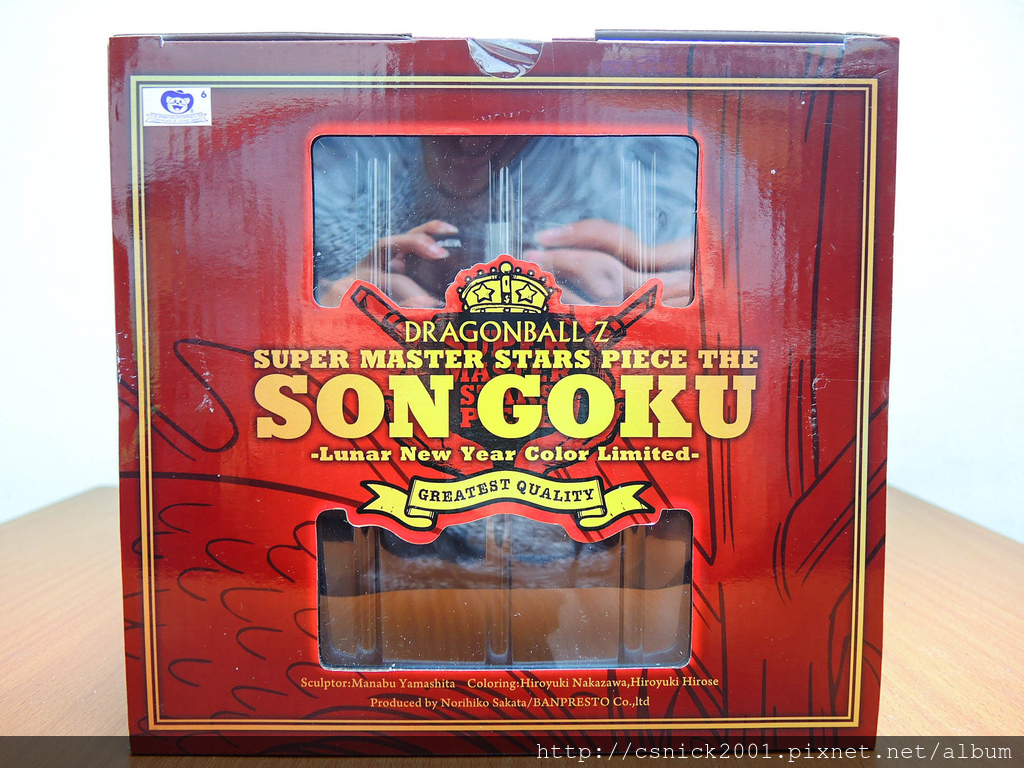 6
DRAGONBALL Z
SUPER MASTER STARS PIECE THE
SON GOKU
-Lunar New Year Color Limited-
GREATEST QUALITY
Sculptor:Manabu Yamashita Coloring:Hiroyuki Nakazawa,Hiroyuki Hirose
Produced by Norihiko Sakata/BANPRESTO Co.,ltd
http://csnick2001.pixnet.net/album